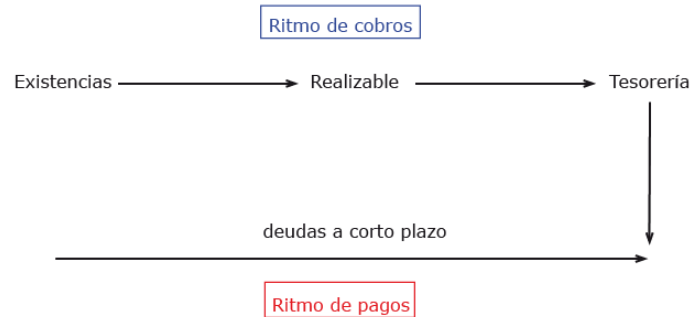 Ritmo de cobros
Existencias Realizable Tesorería
deudas a corto plazo
Ritmo de pagos